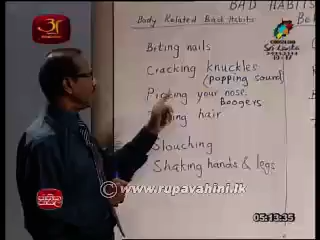 BAD HABITS
Body Related Bad Habits
Be
Biting nails
Cracking knuckles
(popping sound)
Picking your nose.
Boogers
hair
Slouching
Shaking hands & legs
©www.rupavahini.lk
05:13:35